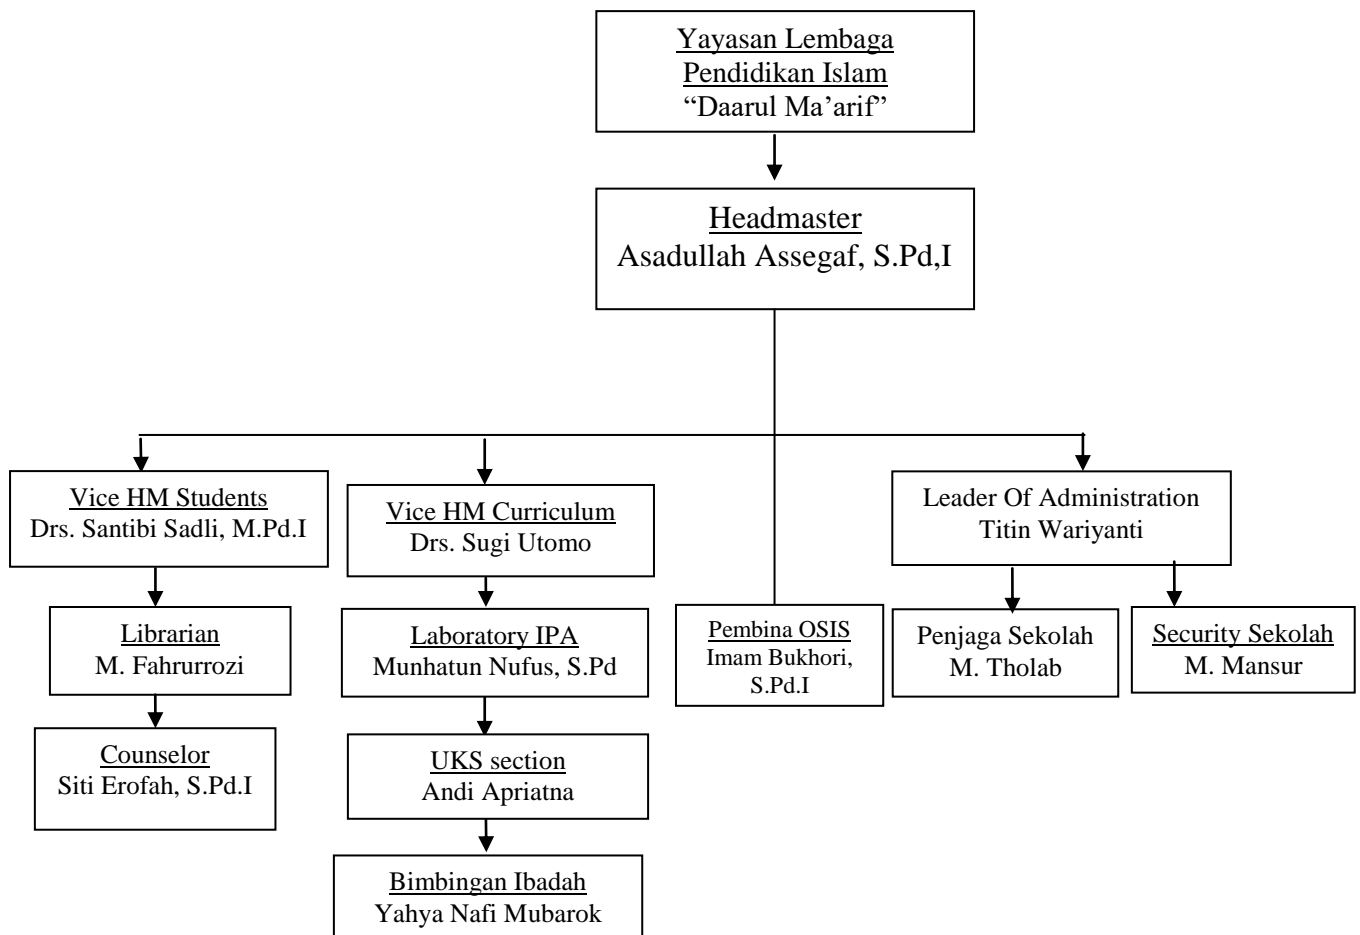 Yayasan Lembaga
Pendidikan Islam
“Daarul Ma’arif”
Headmaster
Asadullah Assegaf, S.Pd,I
Vice HM Students
Drs. Santibi Sadli, M.Pd.I
Vice HM Curriculum
Drs. Sugi Utomo
Leader Of Administration
Titin Wariyanti
Librarian
M. Fahrurrozi
Laboratory IPA
Munhatun Nufus, S.Pd
Pembina OSIS
Imam Bukhori,
S.Pd.I
Penjaga Sekolah
M. Tholab
Security Sekolah
M. Mansur
Counselor
Siti Erofah, S.Pd.I
UKS section
Andi Apriatna
Bimbingan Ibadah
Yahya Nafi Mubarok